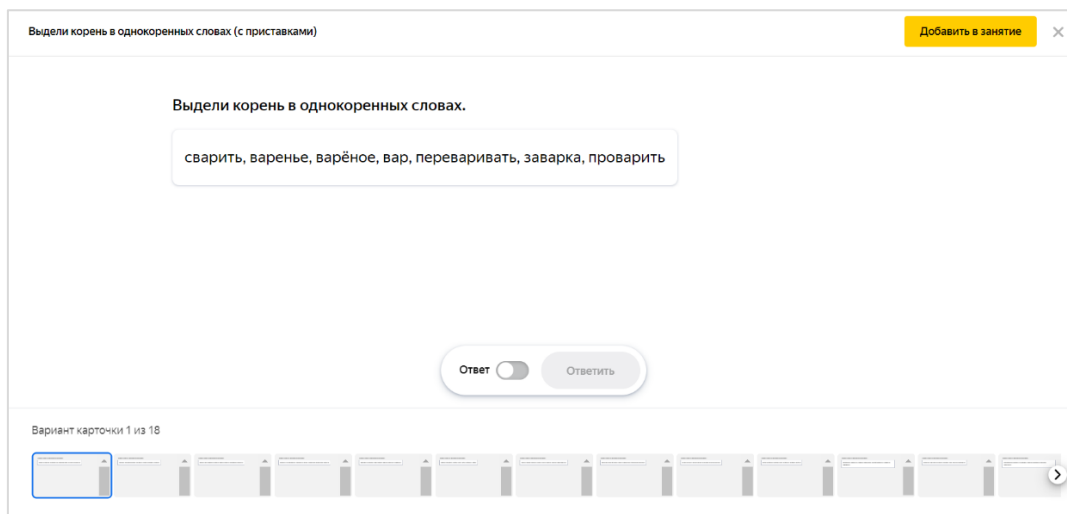 Выдели корень в однокоренных словах (с приставками)
Добавить в занятие
Выдели корень в однокоренных словах.
сварить, варенье, варёное, вар, переваривать, заварка, проварить
Ответ
Ответить
Вариант карточки 1 из 18